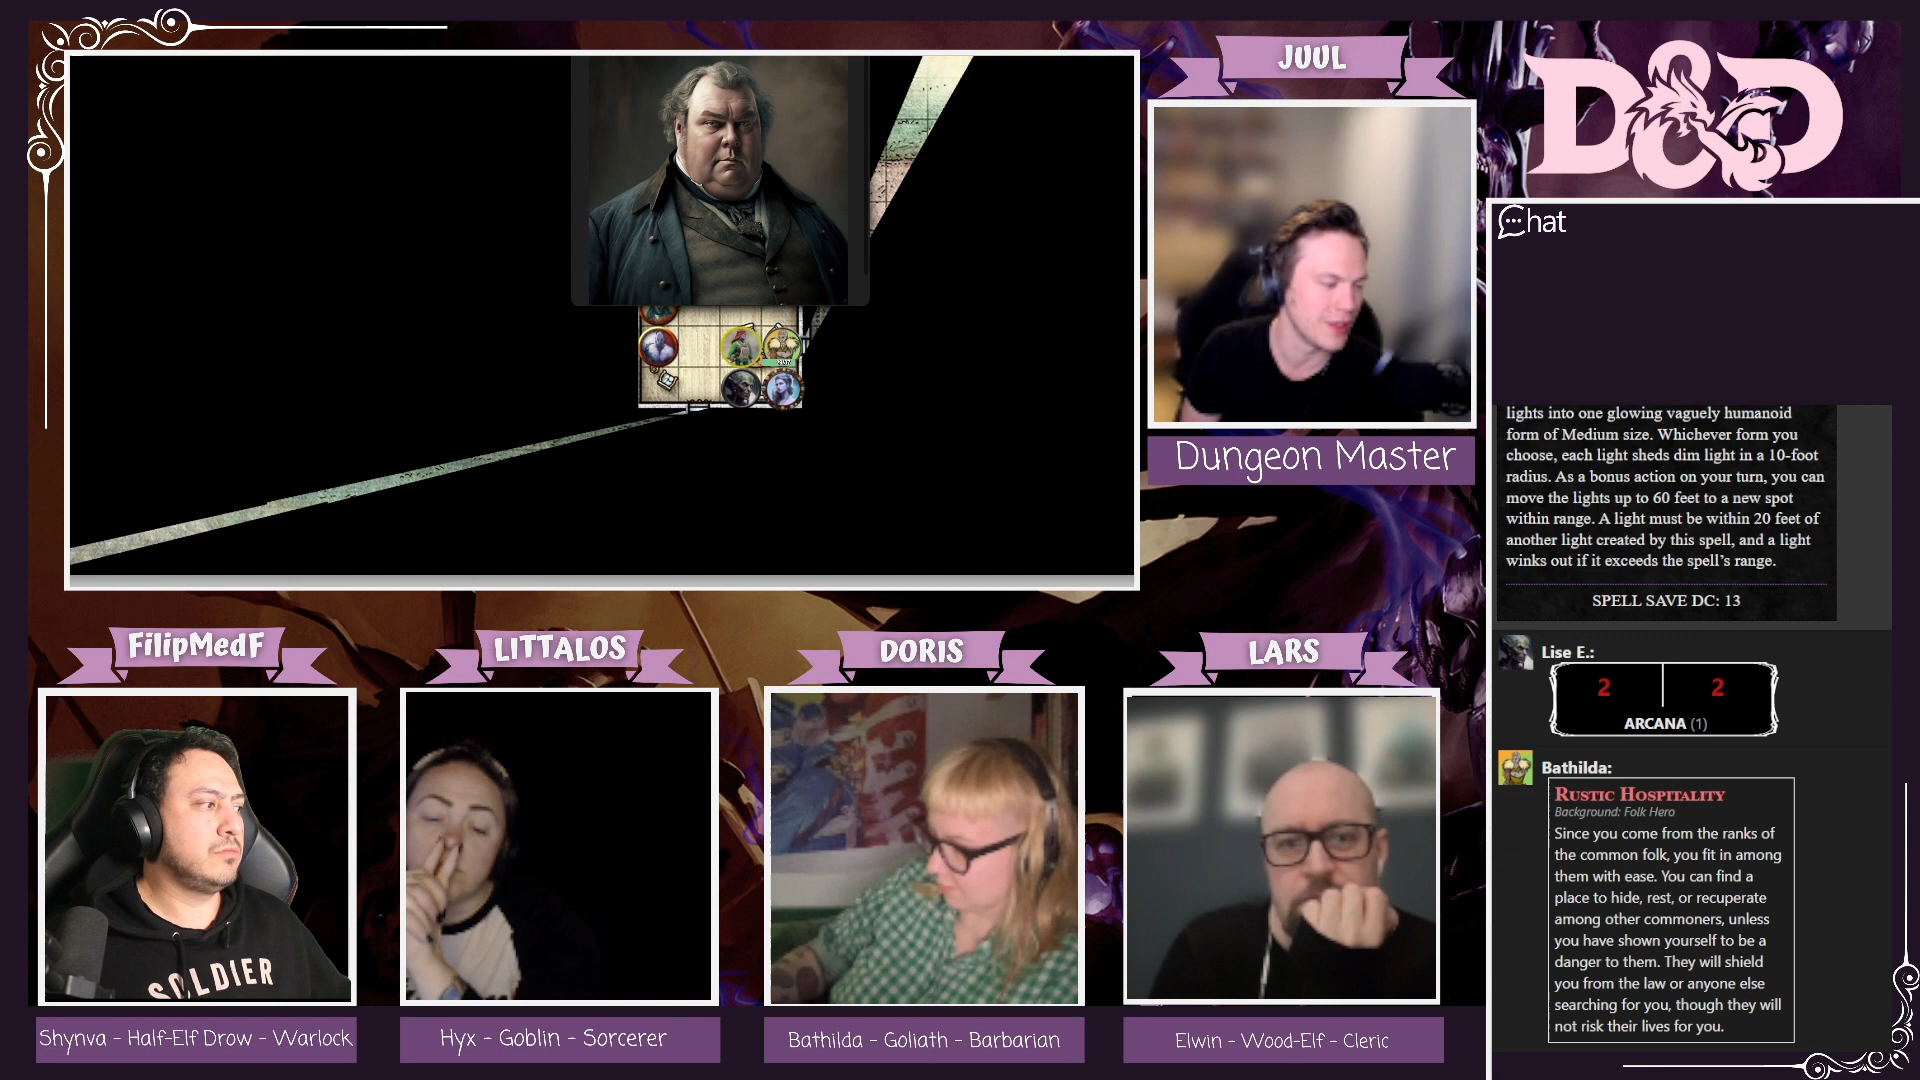 JUUL
D&D
Dungeon Master
Chat
lights into one glowing vaguely humanoid
form of Medium size. Whichever form you
choose, each light sheds dim light in a 10-foot
radius. As a bonus action on your turn, you can
move the lights up to 60 feet to a new spot
within range. A light must be within 20 feet of
another light created by this spell, and a light
winks out if it exceeds the spell’s range.
SPELL SAVE DC: 13
Lise E.:
2 2
ARCANA (1)
Bathilda:
RUSTIC HOSPITALITY
Background: Folk Hero
Since you come from the ranks of
the common folk, you fit in among
them with ease. You can find a
place to hide, rest, or recuperate
among other commoners, unless
you have shown yourself to be a
danger to them. They will shield
you from the law or anyone else
searching for you, though they will
not risk their lives for you.
FilipMedF
LITTALOS
DORIS
LARS
SOLDIER
Shynva - Half-Elf Drow - Warlock
Hyx - Goblin - Sorcerer
Bathilda - Goliath - Barbarian
Elwin - Wood-Elf - Cleric